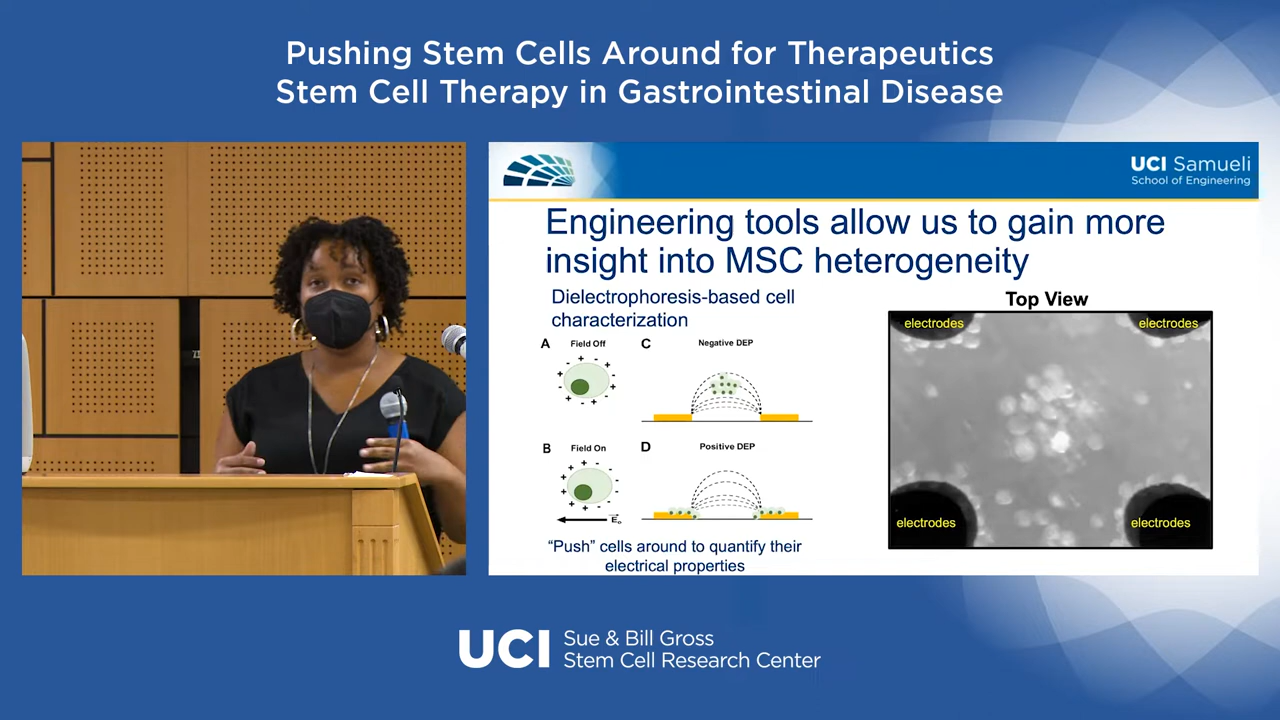 Pushing Stem Cells Around for Therapeutics
Stem Cell Therapy in Gastrointestinal Disease
UCI Samueli
School of Engineering
Engineering tools allow us to gain more
insight into MSC heterogeneity
Dielectrophoresis-based cell
characterization
A Field Off
C Negative DEP
B Field On
D Positive DEP
E₀
"Push" cells around to quantify their
electrical properties
Top View
electrodes
electrodes
electrodes
electrodes
UCI Sue & Bill Gross
Stem Cell Research Center